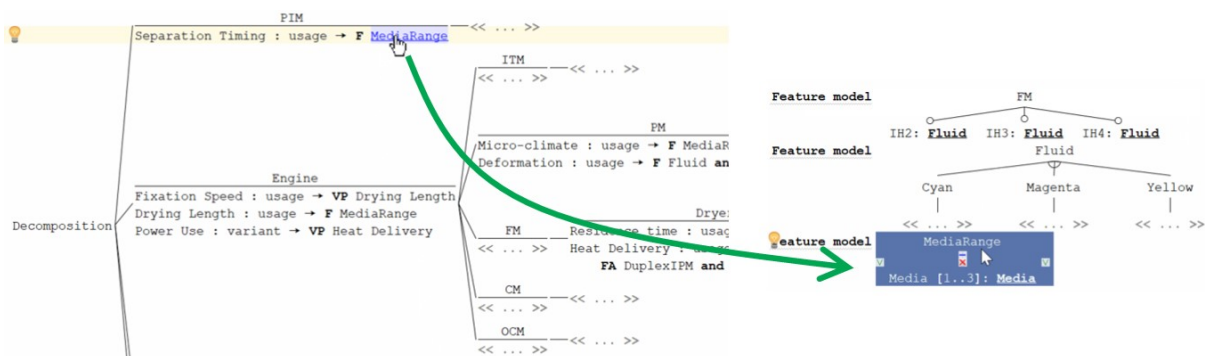 PIM
<< ... >>
Separation Timing : usage → F MediaRange
ITM
<< ... >>
<< ... >>
PM
Micro-climate : usage → F MediaR
Deformation : usage → F Fluid an
Engine
Fixation Speed : usage → VP Drying Length
Drying Length : usage → F MediaRange
Power Use : variant → VP Heat Delivery
Decomposition
Drye
FM
Residence time : usag
<< ... >>
Heat Delivery : usage
FA DuplexIPM and
CM
<< ... >>
<< ... >>
OCM
<< ... >>
<< ... >>
Feature model
FM
IH2: Fluid IH3: Fluid IH4: Fluid
Feature model
Fluid
Cyan Magenta Yellow
<< ... >> << ... >> << ... >>
eature model
MediaRange
Media [1..3]: Media